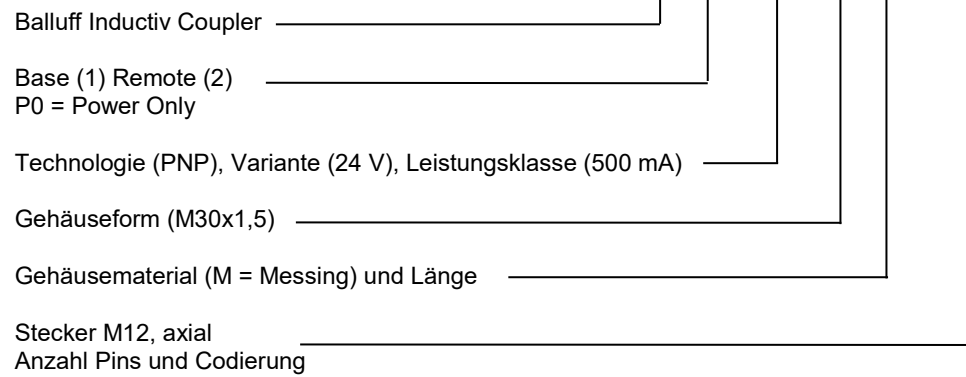 Balluff Inductiv Coupler
Base (1) Remote (2)
P0 = Power Only
Technologie (PNP), Variante (24 V), Leistungsklasse (500 mA)
Gehäuseform (M30x1,5)
Gehäusematerial (M = Messing) und Länge
Stecker M12, axial
Anzahl Pins und Codierung